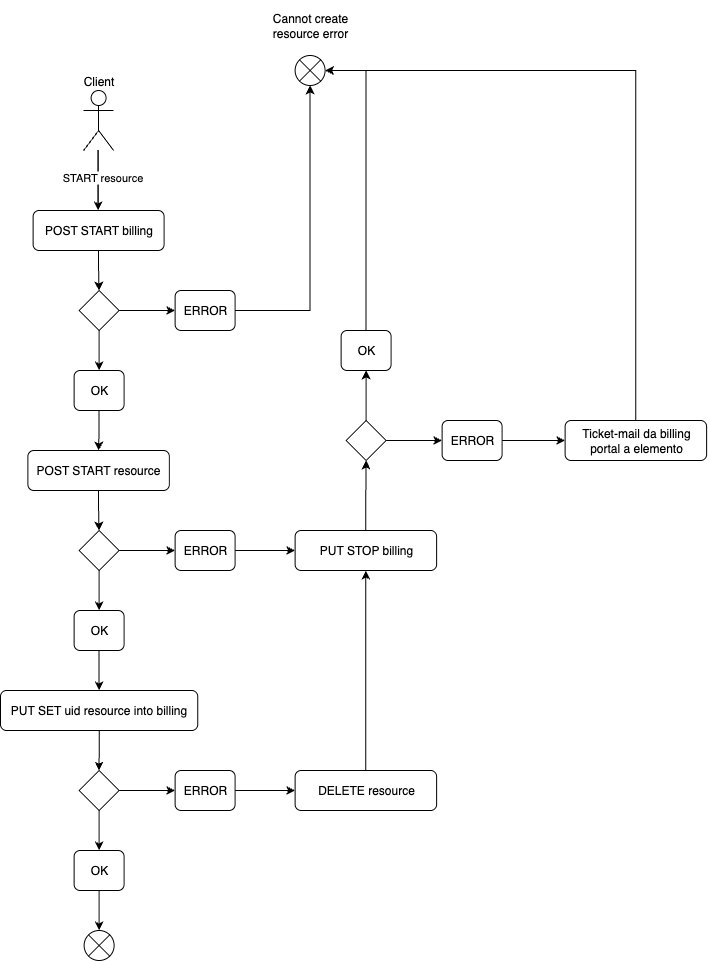 Cannot create
resource error
Client
START resource
POST START billing
ERROR
OK
OK
POST START resource
ERROR
Ticket-mail da billing
portal a elemento
ERROR
PUT STOP billing
OK
PUT SET uid resource into billing
ERROR
DELETE resource
OK